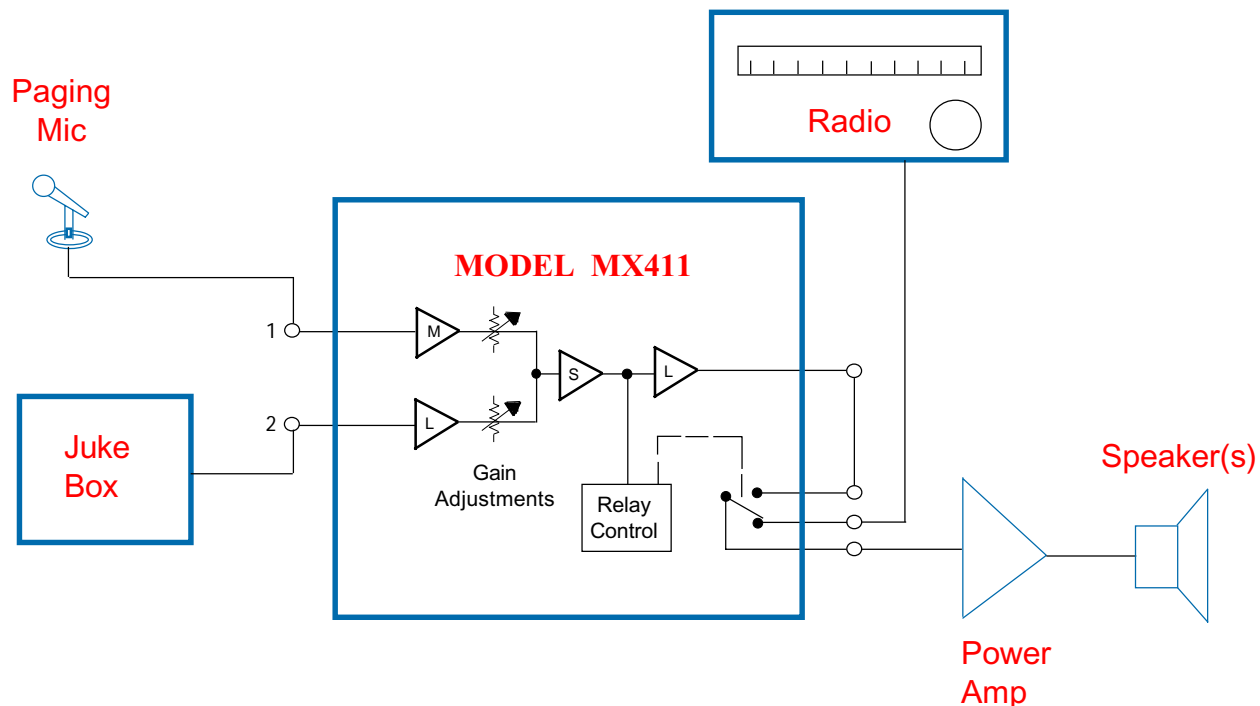 Paging
Mic
Radio
MODEL MX411
1
M
S
L
2
L
Juke
Box
Gain
Adjustments
Relay
Control
Speaker(s)
Power
Amp